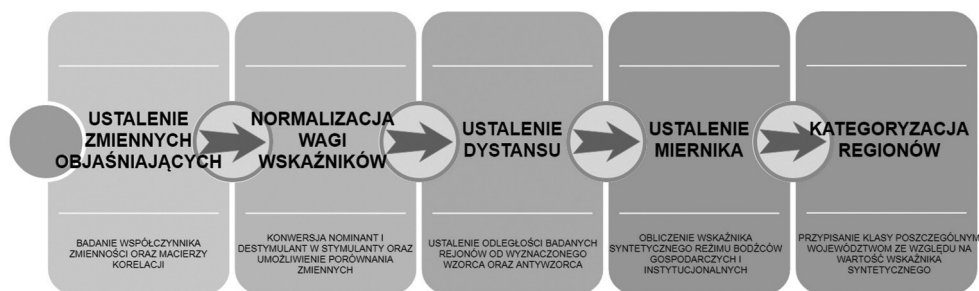 USTALENIE
ZMIENNYCH
OBJAŚNIAJĄCYCH
BADANIE WSPÓŁCZYNNIKA
ZMIENNOŚCI ORAZ MACIERZY
KORELACJI
NORMALIZACJA
WAGI
WSKAŹNIKÓW
KONWERSJA NOMINANT I
DESTYMULANT W STYMULANTY ORAZ
UMOŻLIWIENIE PORÓWNANIA
ZMIENNYCH
USTALENIE
DYSTANSU
USTALENIE ODLEGŁOŚCI BADANYCH
REJONÓW OD WYZNACZONEGO
WZORCA ORAZ ANTYWZORCA
USTALENIE
MIERNIKA
OBLICZENIE WSKAŹNIKA
SYNTETYCZNEGO REŻIMU BODŹCÓW
GOSPODARCZYCH I
INSTYTUCJONALNYCH
KATEGORYZACJA
REGIONÓW
PRZYPISANIE KLASY POSZCZEGÓLNYM
WOJEWÓDZTWOM ZE WZGLĘDU NA
WARTOŚĆ WSKAŹNIKA
SYNTETYCZNEGO